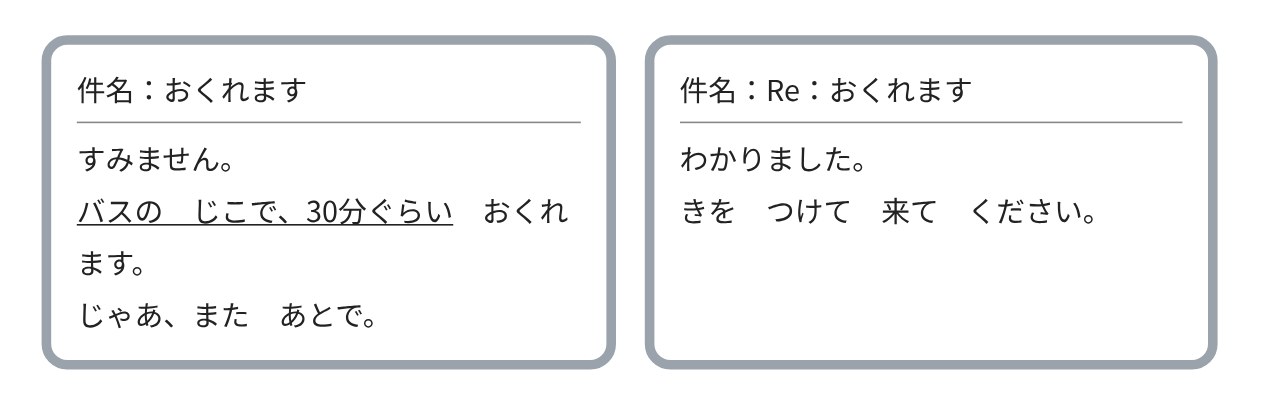 件名：おくれます
すみません。
バスの　じこで、30分ぐらい　おくれ
ます。
じゃあ、また　あとで。
件名：Re：おくれます
わかりました。
きを　つけて　来て　ください。